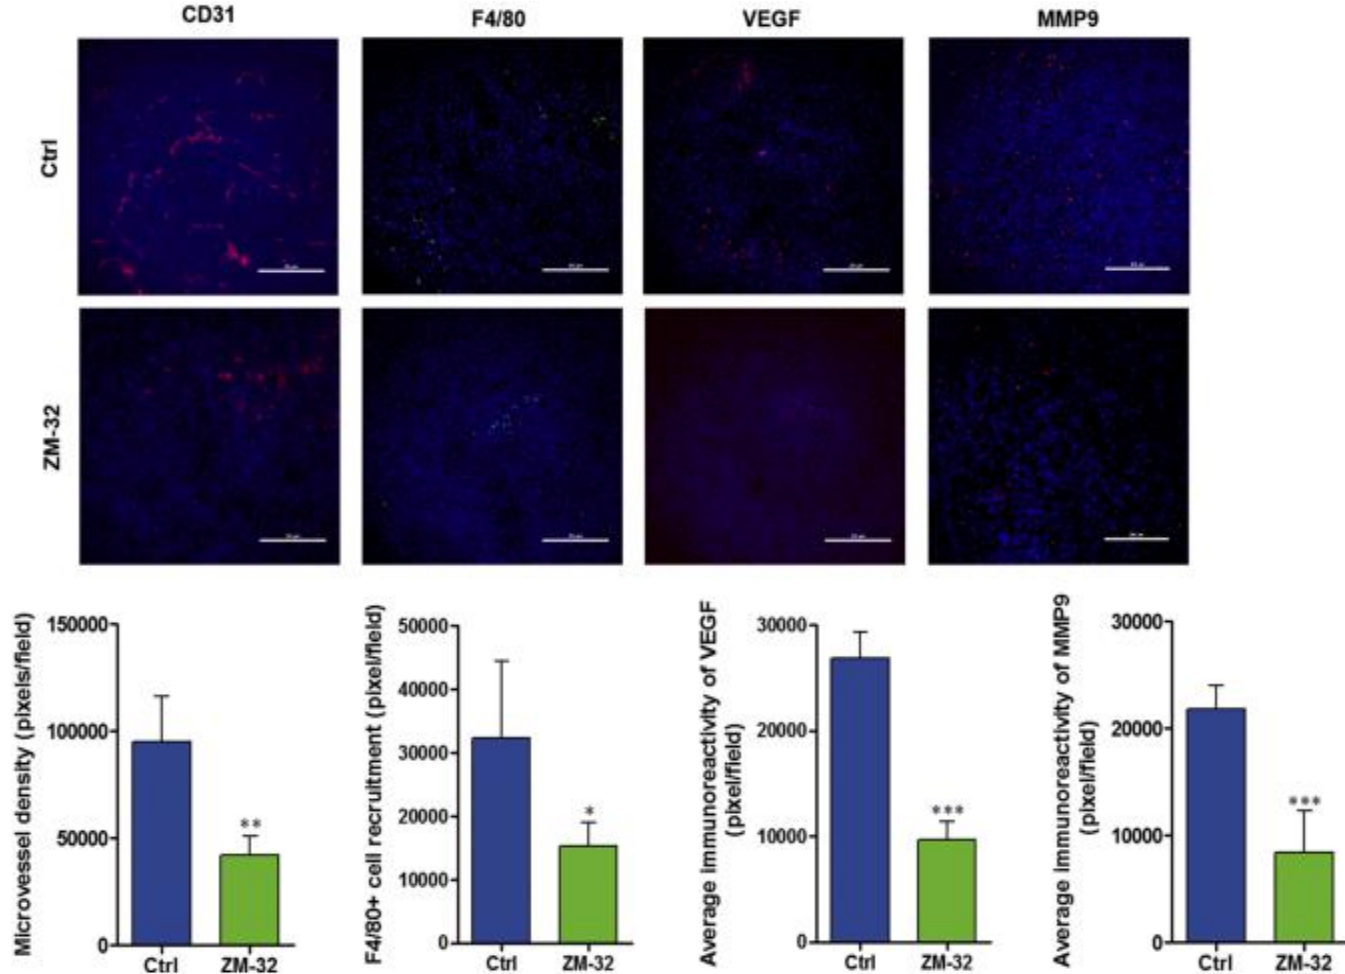 CD31 F4/80 VEGF MMP9
Ctrl
ZM-32
Microvessel density (pixels/field)
150000
100000
50000
0
Ctrl ZM-32
**
F4/80+ cell recruitment (pixel/field)
50000
40000
30000
20000
10000
0
Ctrl ZM-32
*
Average immunoreactivity of VEGF
(pixel/field)
30000
20000
10000
0
Ctrl ZM-32
***
Average immunoreactivity of MMP9
(pixel/field)
30000
20000
10000
0
Ctrl ZM-32
***